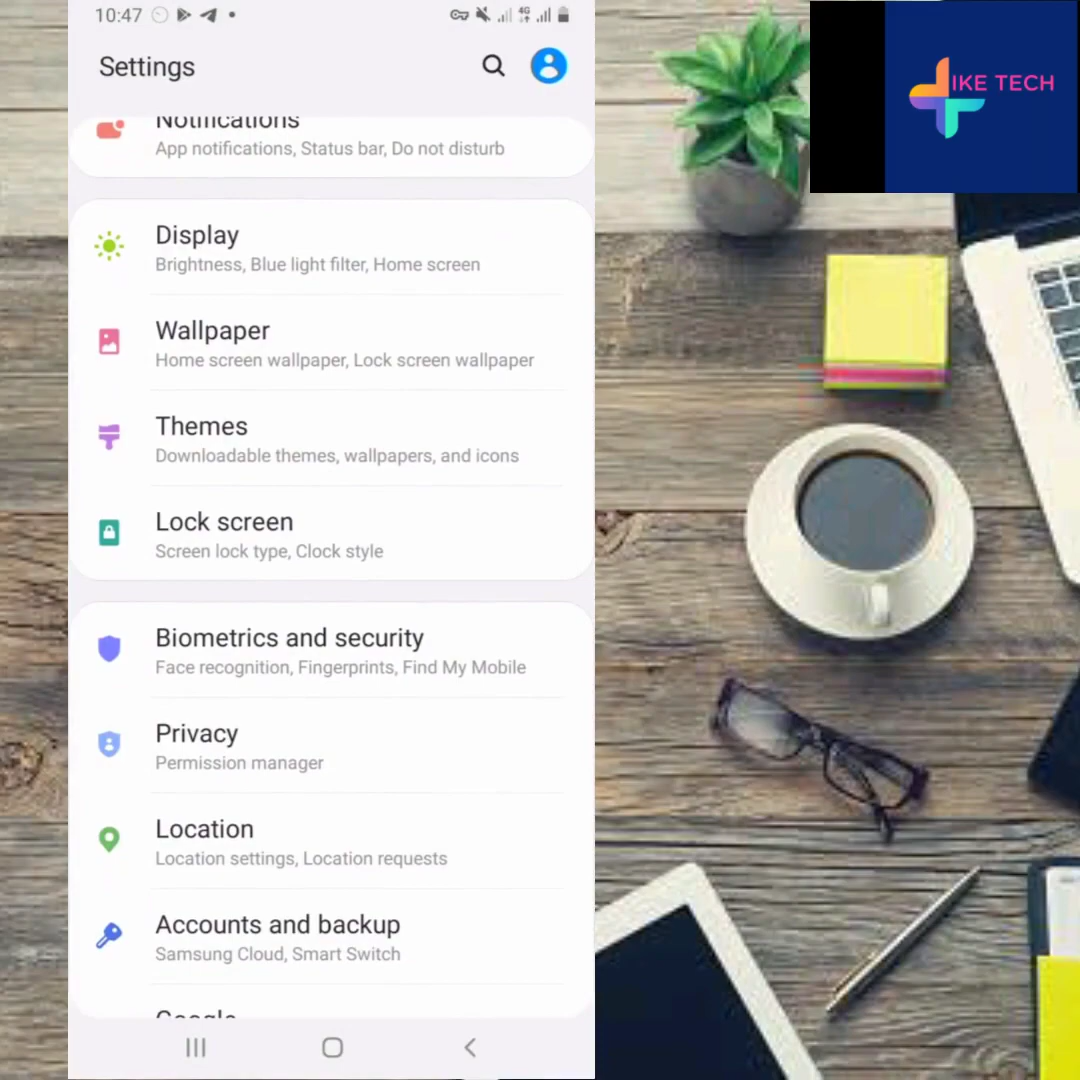 10:47
4G
Settings
IKE TECH
Notifications
App notifications, Status bar, Do not disturb
Display
Brightness, Blue light filter, Home screen
Wallpaper
Home screen wallpaper, Lock screen wallpaper
Themes
Downloadable themes, wallpapers, and icons
Lock screen
Screen lock type, Clock style
Biometrics and security
Face recognition, Fingerprints, Find My Mobile
Privacy
Permission manager
Location
Location settings, Location requests
Accounts and backup
Samsung Cloud, Smart Switch
Google